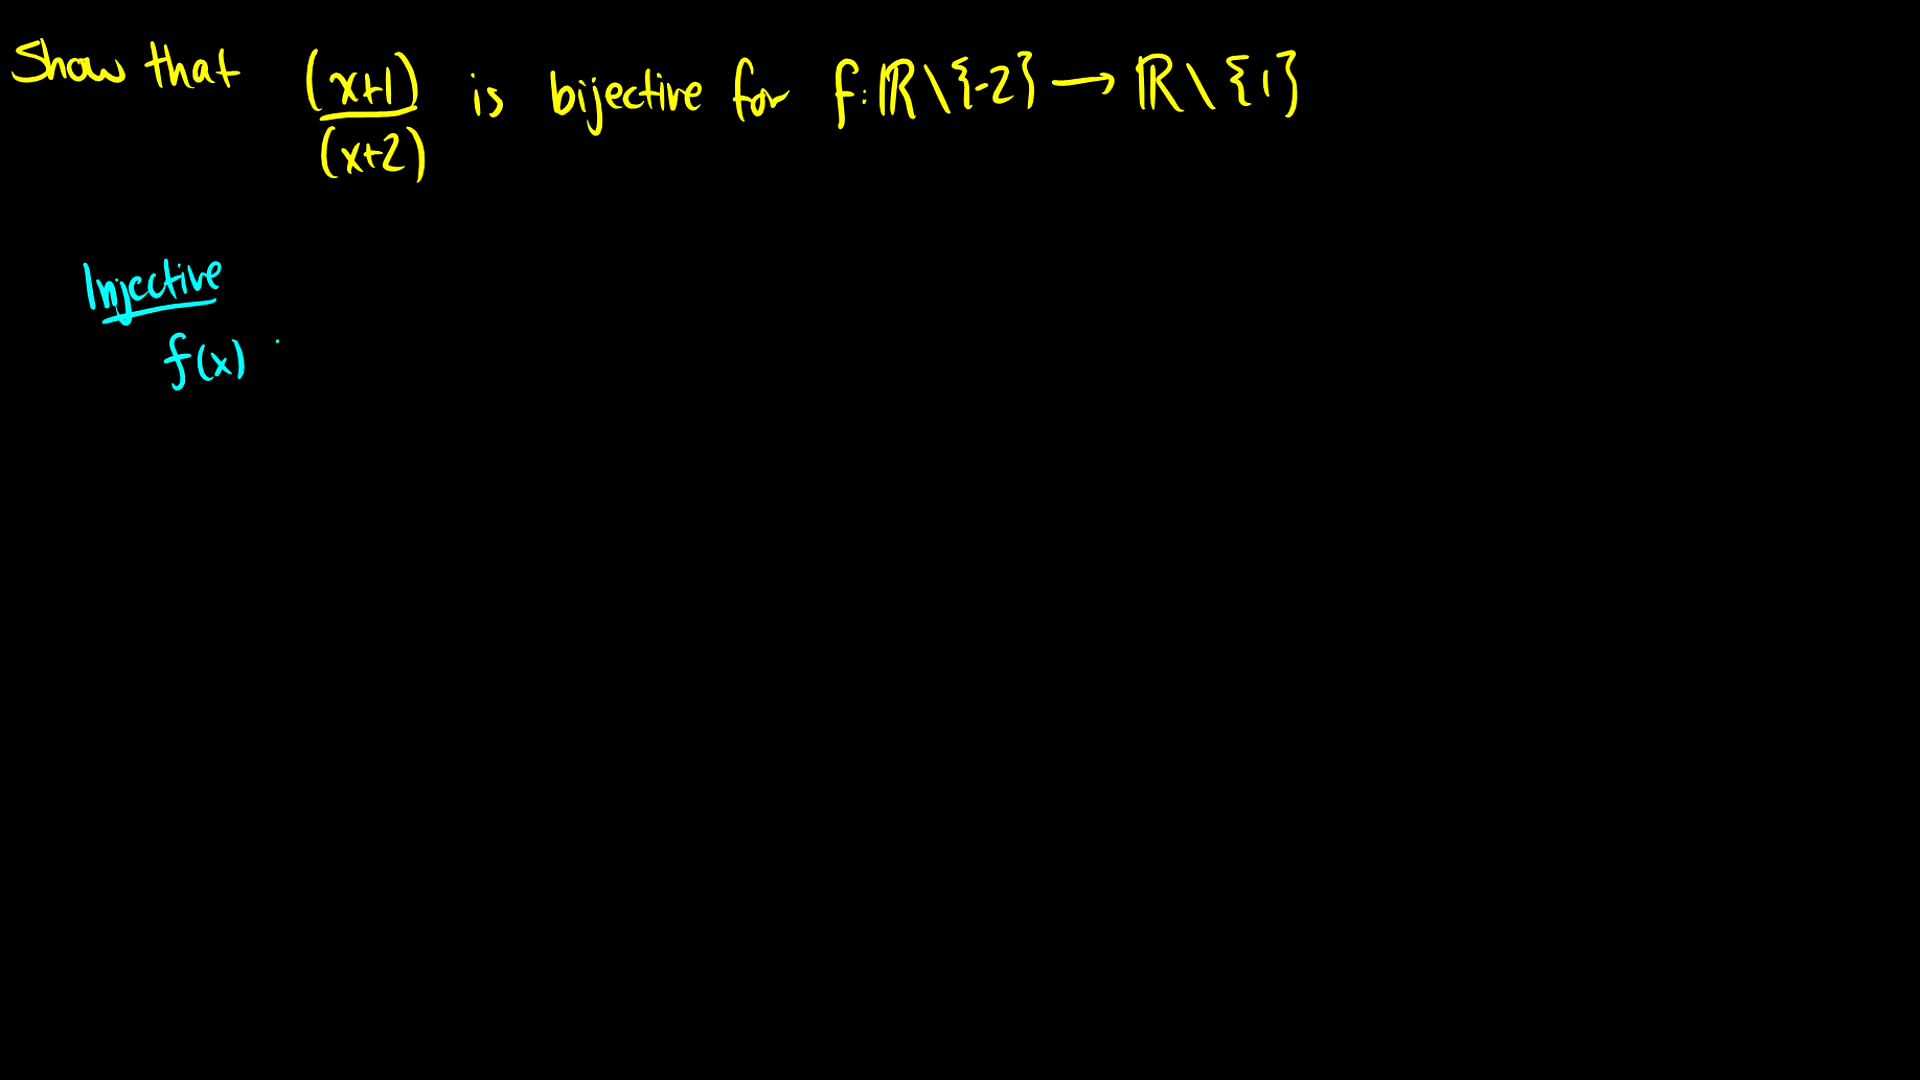 Show that (x+1)/(x+2) is bijective for f:ℝ\{-2} → ℝ\{1}
Injective
f(x)